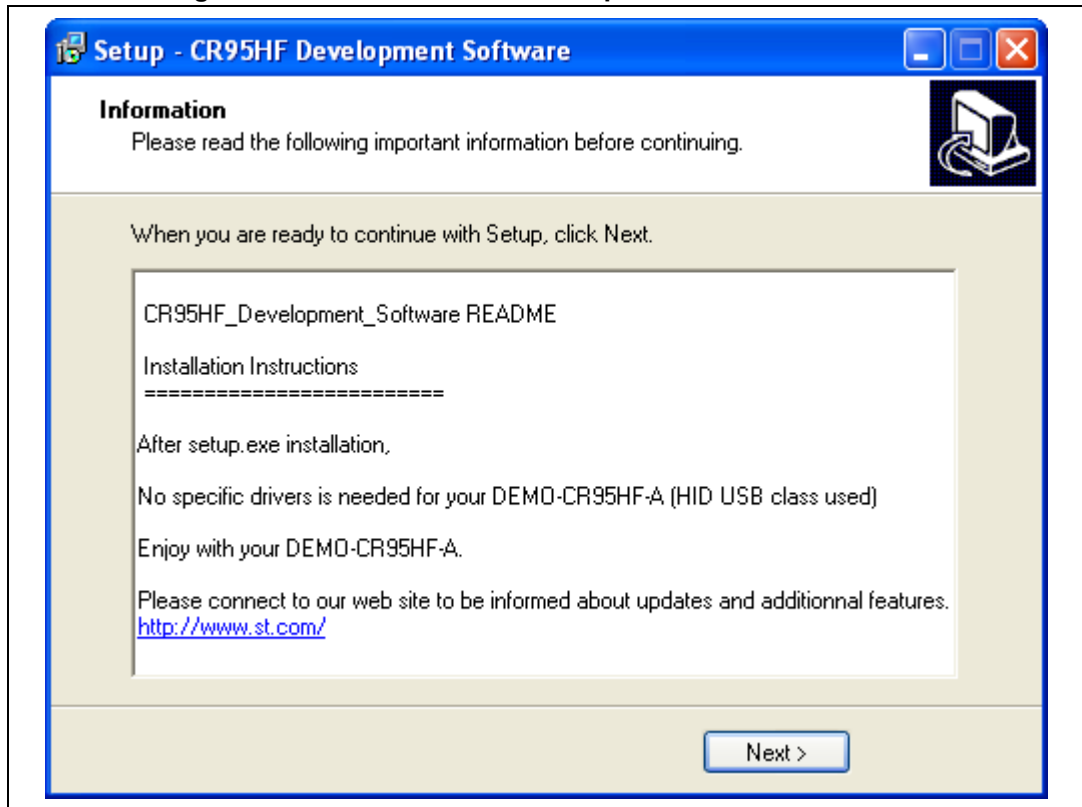 Setup - CR95HF Development Software
Information
Please read the following important information before continuing.
When you are ready to continue with Setup, click Next.
CR95HF_Development_Software README
Installation Instructions
=========================
After setup.exe installation,
No specific drivers is needed for your DEMO-CR95HF-A (HID USB class used)
Enjoy with your DEMO-CR95HF-A.
Please connect to our web site to be informed about updates and additionnal features.
http://www.st.com/
Next >